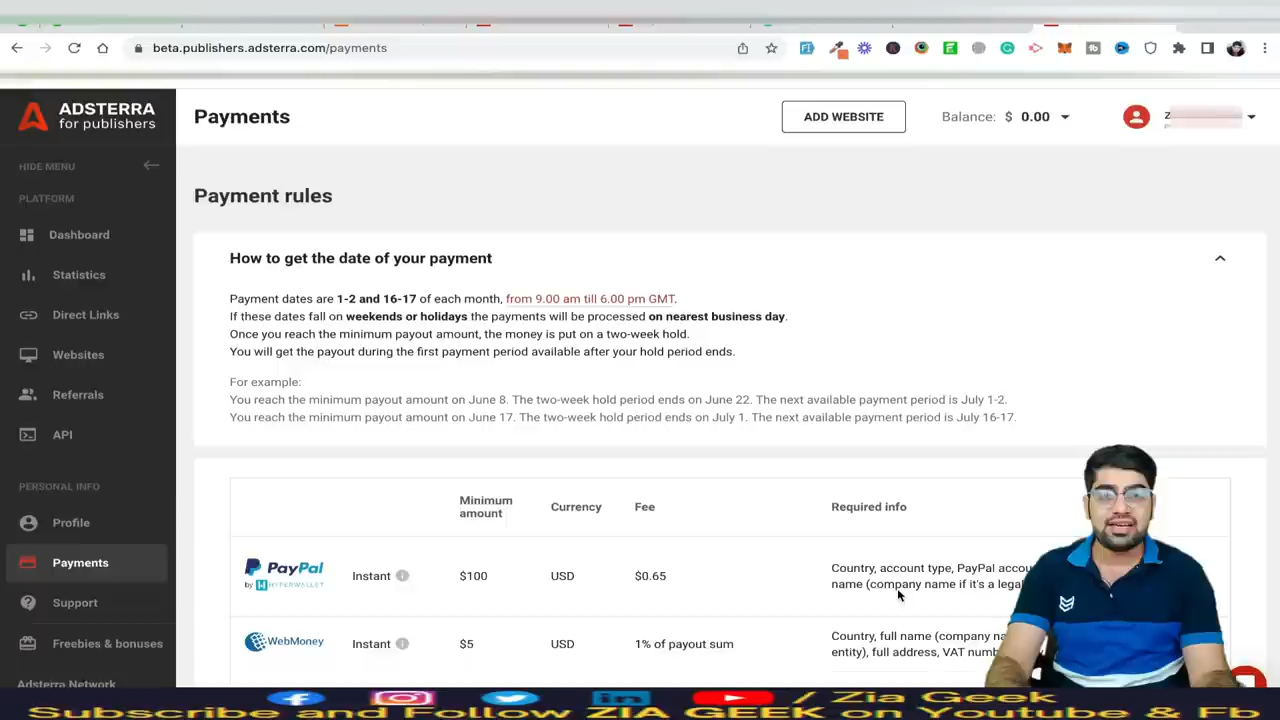 beta.publishers.adsterra.com/payments
ADSTERRA
for publishers
Payments
ADD WEBSITE
Balance: $ 0.00
HIDE MENU
PLATFORM
Dashboard
Statistics
Direct Links
Websites
Referrals
API
PERSONAL INFO
Profile
Payments
Support
Freebies & bonuses
Adsterra Network
Payment rules
How to get the date of your payment
Payment dates are 1-2 and 16-17 of each month, from 9.00 am till 6.00 pm GMT.
If these dates fall on weekends or holidays the payments will be processed on nearest business day.
Once you reach the minimum payout amount, the money is put on a two-week hold.
You will get the payout during the first payment period available after your hold period ends.
For example:
You reach the minimum payout amount on June 8. The two-week hold period ends on June 22. The next available payment period is July 1-2.
You reach the minimum payout amount on June 17. The two-week hold period ends on July 1. The next available payment period is July 16-17.
Minimum amount Currency Fee Required info
PayPal by HYPERWALLET Instant $100 USD $0.65 Country, account type, PayPal
name (company name if it's a
WebMoney Instant $5 USD 1% of payout sum Country, full name (company
entity), full address, VAT
/ Zia Geek
Subscribe and Follow ZIA GEEK on Youtube & Fb